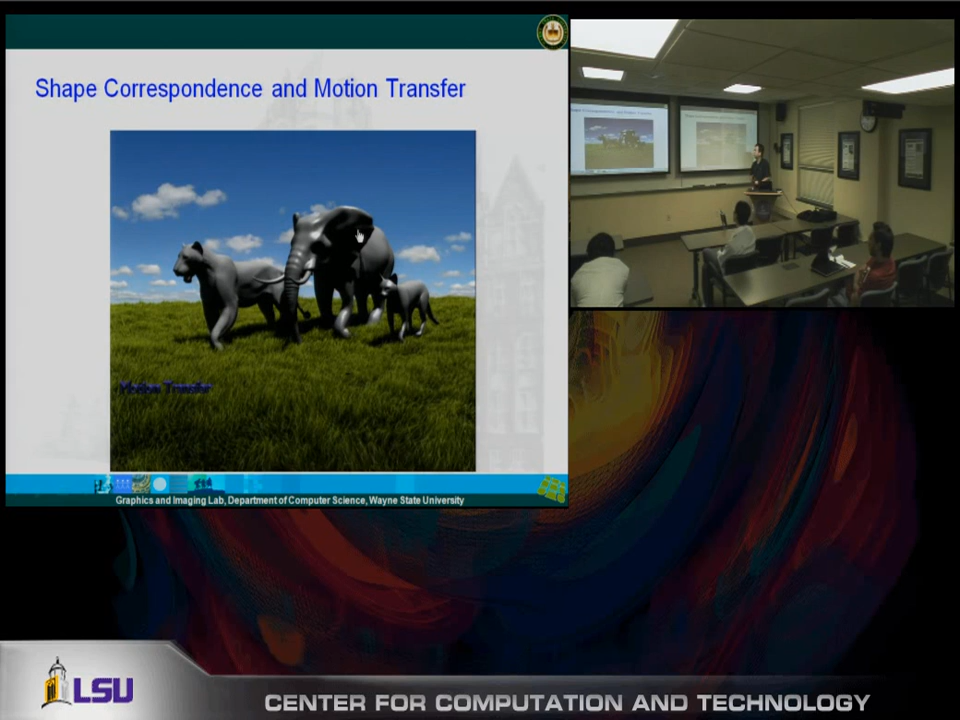 Shape Correspondence and Motion Transfer
Motion Transfer
Graphics and Imaging Lab, Department of Computer Science, Wayne State University
LSU
CENTER FOR COMPUTATION AND TECHNOLOGY